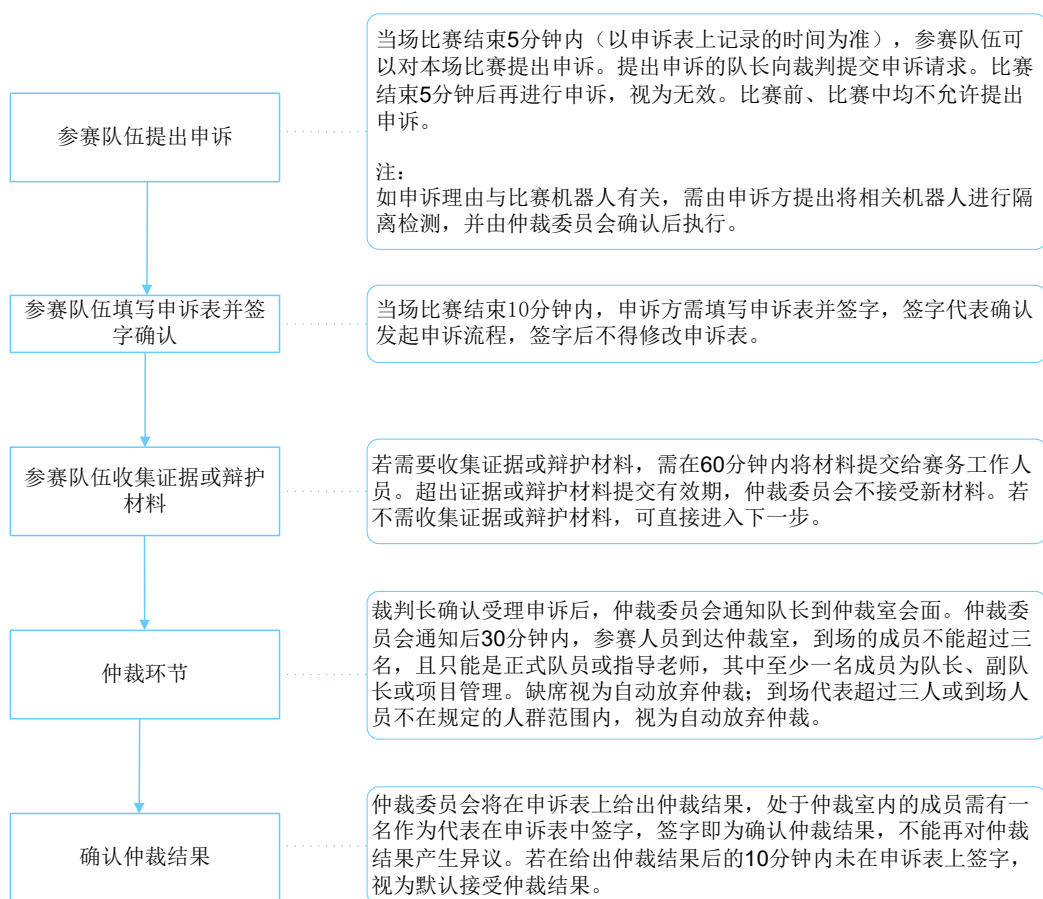 参赛队伍提出申诉
当场比赛结束5分钟内（以申诉表上记录的时间为准），参赛队伍可
以对本场比赛提出申诉。提出申诉的队长向裁判提交申诉请求。比赛
结束5分钟后再进行申诉，视为无效。比赛前、比赛中均不允许提出
申诉。
注：
如申诉理由与比赛机器人有关，需由申诉方提出将相关机器人进行隔
离检测，并由仲裁委员会确认后执行。
参赛队伍填写申诉表并签
字确认
当场比赛结束10分钟内，申诉方需填写申诉表并签字，签字代表确认
发起申诉流程，签字后不得修改申诉表。
参赛队伍收集证据或辩护
材料
若需要收集证据或辩护材料，需在60分钟内将材料提交给赛务工作人
员。超出证据或辩护材料提交有效期，仲裁委员会不接受新材料。若
不需收集证据或辩护材料，可直接进入下一步。
仲裁环节
裁判长确认受理申诉后，仲裁委员会通知队长到仲裁室会面。仲裁委
员会通知后30分钟内，参赛人员到达仲裁室，到场的成员不能超过三
名，且只能是正式队员或指导老师，其中至少一名成员为队长、副队
长或项目管理。缺席视为自动放弃仲裁；到场代表超过三人或到场人
员不在规定的人群范围内，视为自动放弃仲裁。
确认仲裁结果
仲裁委员会将在申诉表上给出仲裁结果，处于仲裁室内的成员需有一
名作为代表在申诉表中签字，签字即为确认仲裁结果，不能再对仲裁
结果产生异议。若在给出仲裁结果后的10分钟内未在申诉表上签字，
视为默认接受仲裁结果。